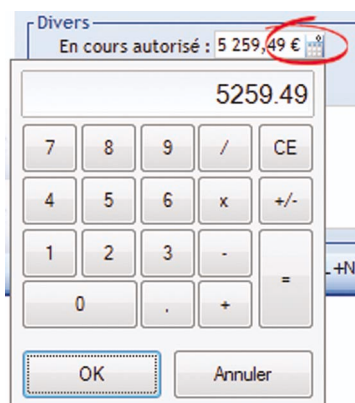 Divers
En cours autorisé : 5 259,49 €
5259.49
7 8 9 / CE
4 5 6 x +/-
1 2 3 -
L+N
=
0 . +
OK Annuler